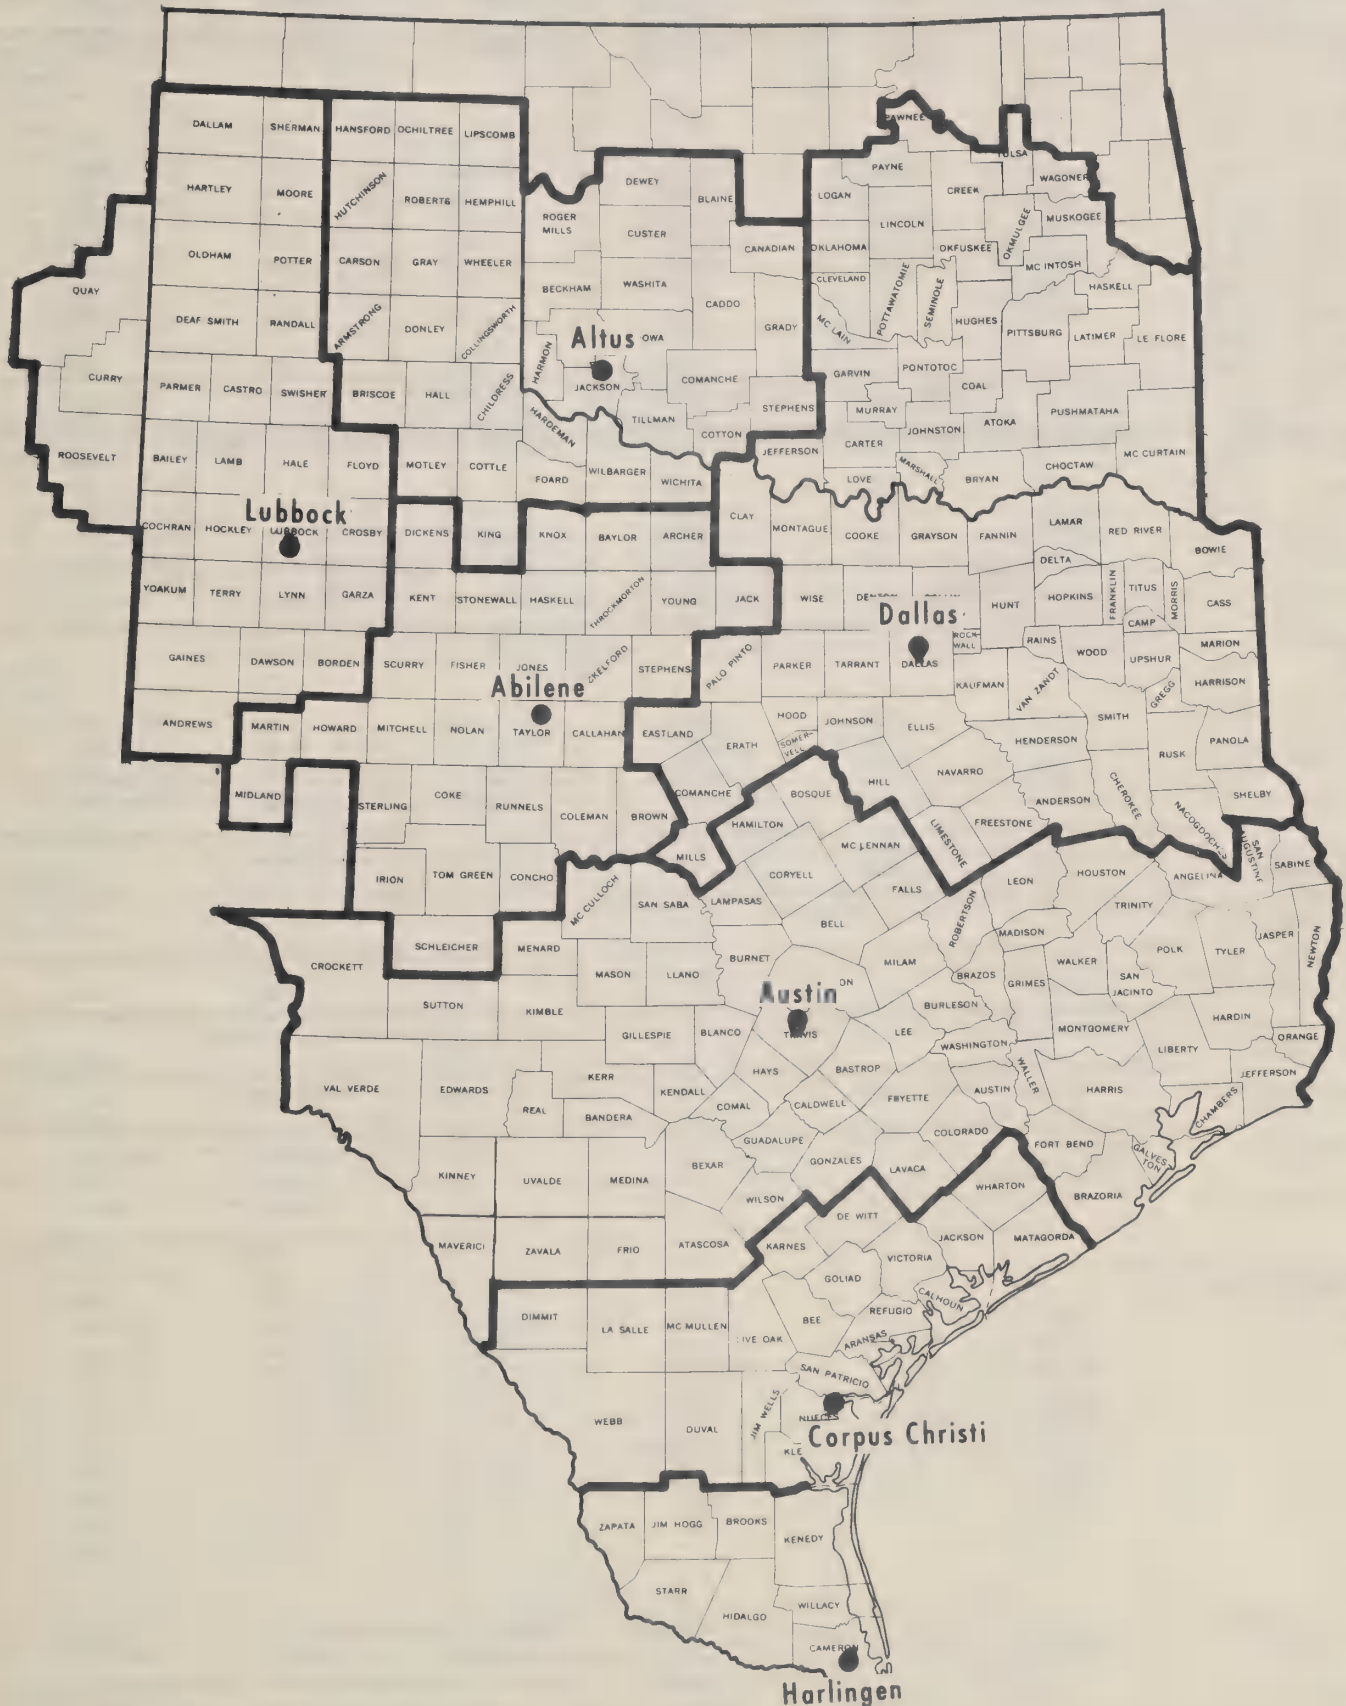 PAWNEE
DALLAM
SHERMAN
HANSFORD
OCHILTREE
LIPSCOMB
TULSA
PAYNE
WAGONER
DEWEY
CREEK
HARTLEY
MOORE
HUTCHINSON
ROBERTS
HEMPHILL
BLAINE
LOGAN
ROGER
MILLS
LINCOLN
OKMULGEE
MUSKOGEE
CUSTER
OLDHAM
POTTER
CARSON
GRAY
WHEELER
CANADIAN
OKLAHOMA
OKFUSKEE
MC INTOSH
QUAY
BECKHAM
WASHITA
CLEVELAND
POTTAWATOMIE
SEMINOLE
HASKELL
CADDO
DEAF SMITH
RANDALL
ARMSTRONG
DONLEY
COLLINGSWORTH
GRADY
MC LAIN
HUGHES
PITTSBURG
LATIMER
LE FLORE
Altus
OWA
HARMON
JACKSON
COMANCHE
GARVIN
PONTOTOC
COAL
CURRY
PARMER
CASTRO
SWISHER
BRISCOE
HALL
CHILDRESS
STEPHENS
MURRAY
PUSHMATAHA
HARDEMAN
TILLMAN
COTTON
JOHNSTON
ATOKA
ROOSEVELT
BAILEY
LAMB
HALE
FLOYD
MOTLEY
COTTLE
JEFFERSON
CARTER
MC CURTAIN
FOARD
WILBARGER
WICHITA
LOVE
MARSHALL
BRYAN
CHOCTAW
Lubbock
COCHRAN
HOCKLEY
LUBBOCK
CROSBY
DICKENS
KING
KNOX
BAYLOR
ARCHER
CLAY
MONTAGUE
COOKE
GRAYSON
FANNIN
LAMAR
RED RIVER
BOWIE
DELTA
YOAKUM
TERRY
LYNN
GARZA
KENT
STONEWALL
HASKELL
THROCKMORTON
YOUNG
JACK
WISE
HUNT
HOPKINS
FRANKLIN
TITUS
MORRIS
CASS
Dallas
CAMP
ROCK-
WALL
RAINS
WOOD
UPSHUR
MARION
GAINES
DAWSON
BORDEN
SCURRY
FISHER
JONES
CKELFORD
STEPHENS
PALO PINTO
PARKER
TARRANT
DALLAS
KAUFMAN
VAN ZANDT
GREGG
HARRISON
Abilene
ANDREWS
MARTIN
HOWARD
MITCHELL
NOLAN
TAYLOR
CALLAHAN
EASTLAND
ERATH
HOOD
SOMER-
VELL
JOHNSON
ELLIS
HENDERSON
SMITH
RUSK
PANOLA
MIDLAND
STERLING
COKE
RUNNELS
COLEMAN
BROWN
COMANCHE
BOSQUE
HILL
NAVARRO
ANDERSON
CHEROKEE
NACOGDOCHES
SHELBY
HAMILTON
MC LENNAN
LIMESTONE
FREESTONE
SAN
AUGUSTINE
SABINE
MILLS
IRION
TOM GREEN
CONCHO
MC CULLOCH
SAN SABA
LAMPASAS
CORYELL
FALLS
LEON
HOUSTON
ANGELINA
TRINITY
BELL
ROBERTSON
MADISON
CROCKETT
SCHLEICHER
MENARD
BURNET
MILAM
WALKER
POLK
TYLER
JASPER
NEWTON
MASON
LLANO
ON
BRAZOS
GRIMES
SAN
JACINTO
SUTTON
KIMBLE
Austin
BURLESON
HARDIN
GILLESPIE
BLANCO
TRAVIS
LEE
WASHINGTON
MONTGOMERY
LIBERTY
ORANGE
VAL VERDE
EDWARDS
REAL
KERR
KENDALL
HAYS
BASTROP
WALLER
JEFFERSON
BANDERA
COMAL
CALDWELL
FAYETTE
AUSTIN
HARRIS
CHAMBERS
GUADALUPE
COLORADO
FORT BEND
GALVES-
TON
KINNEY
UVALDE
MEDINA
BEXAR
GONZALES
LAVACA
WHARTON
BRAZORIA
WILSON
DE WITT
MAVERICI
ZAVALA
FRIO
ATASCOSA
KARNES
JACKSON
MATAGORDA
VICTORIA
GOLIAD
CALHOUN
DIMMIT
LA SALLE
MC MULLEN
IVE OAK
BEE
REFUGIO
ARANSAS
SAN PATRICIO
WEBB
DUVAL
JIM WELLS
NUECES
Corpus Christi
KLE
ZAPATA
JIM HOGG
BROOKS
KENEDY
STARR
HIDALGO
WILLACY
CAMERON
Harlingen